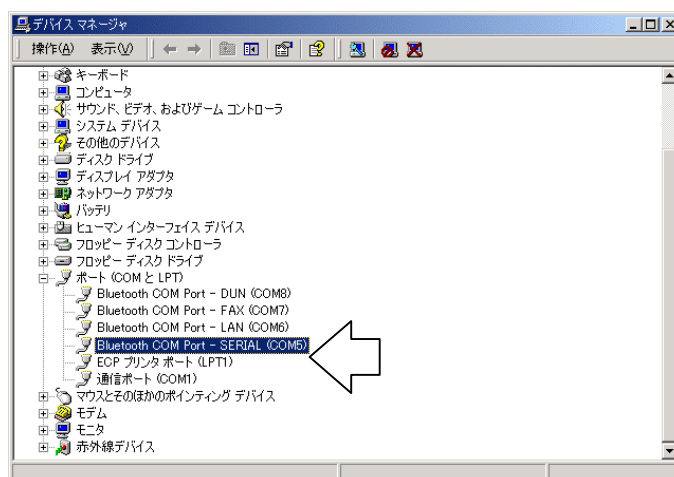 デバイス マネージャ
操作(A) 表示(V)
キーボード
コンピュータ
サウンド、ビデオ、およびゲーム コントローラ
システム デバイス
その他のデバイス
ディスク ドライブ
ディスプレイ アダプタ
ネットワーク アダプタ
バッテリ
ヒューマン インターフェイス デバイス
フロッピー ディスク コントローラ
フロッピー ディスク ドライブ
ポート (COM と LPT)
Bluetooth COM Port - DUN (COM8)
Bluetooth COM Port - FAX (COM7)
Bluetooth COM Port - LAN (COM6)
Bluetooth COM Port - SERIAL (COM5)
ECP プリンタ ポート (LPT1)
通信ポート (COM1)
マウスとそのほかのポインティング デバイス
モデム
モニタ
赤外線デバイス